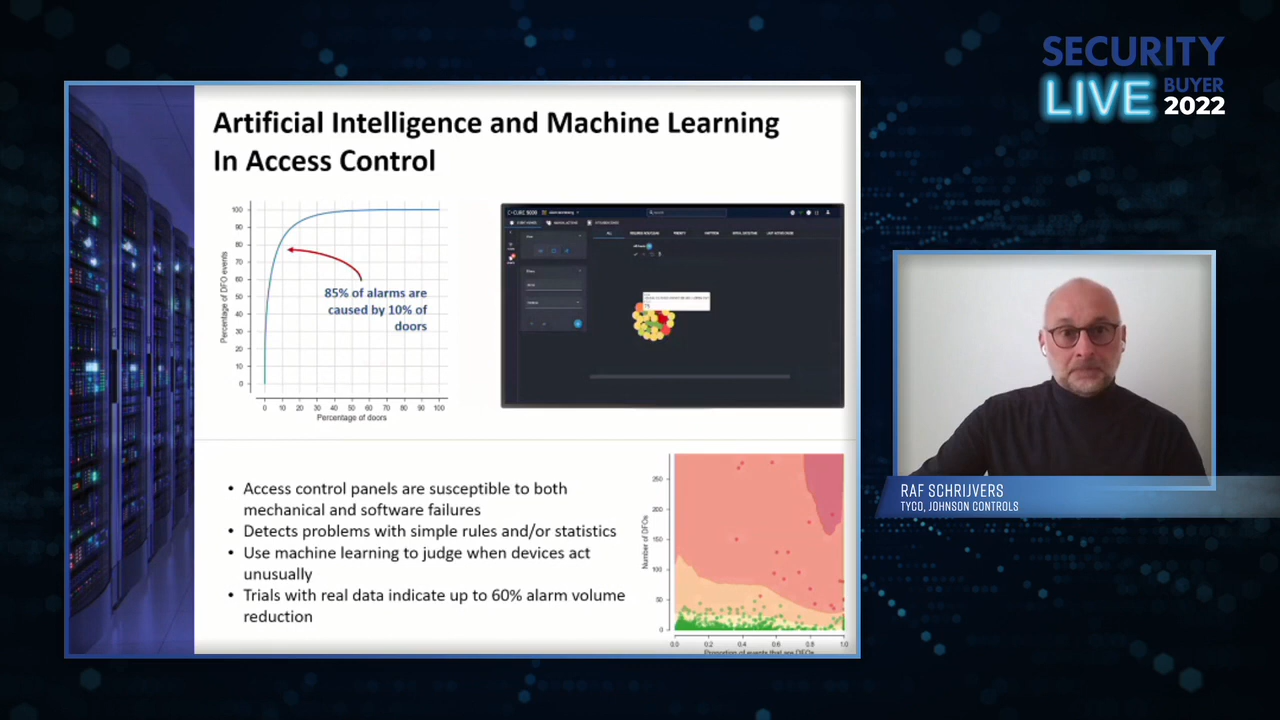 SECURITY
LIVE BUYER
2022
Artificial Intelligence and Machine Learning
In Access Control
Percentage of DFO events
100
90
80
70
60
50
40
30
20
10
0
85% of alarms are
caused by 10% of
doors
0 10 20 30 40 50 60 70 80 90 100
Percentage of doors
• Access control panels are susceptible to both
mechanical and software failures
• Detects problems with simple rules and/or statistics
• Use machine learning to judge when devices act
unusually
• Trials with real data indicate up to 60% alarm volume
reduction
Number of DFOs
250
200
150
100
50
0
0.0 0.2 0.4 0.6 0.8 1.0
Proportion of events that are DFOs
RAF SCHRIJVERS
TYCO, JOHNSON CONTROLS